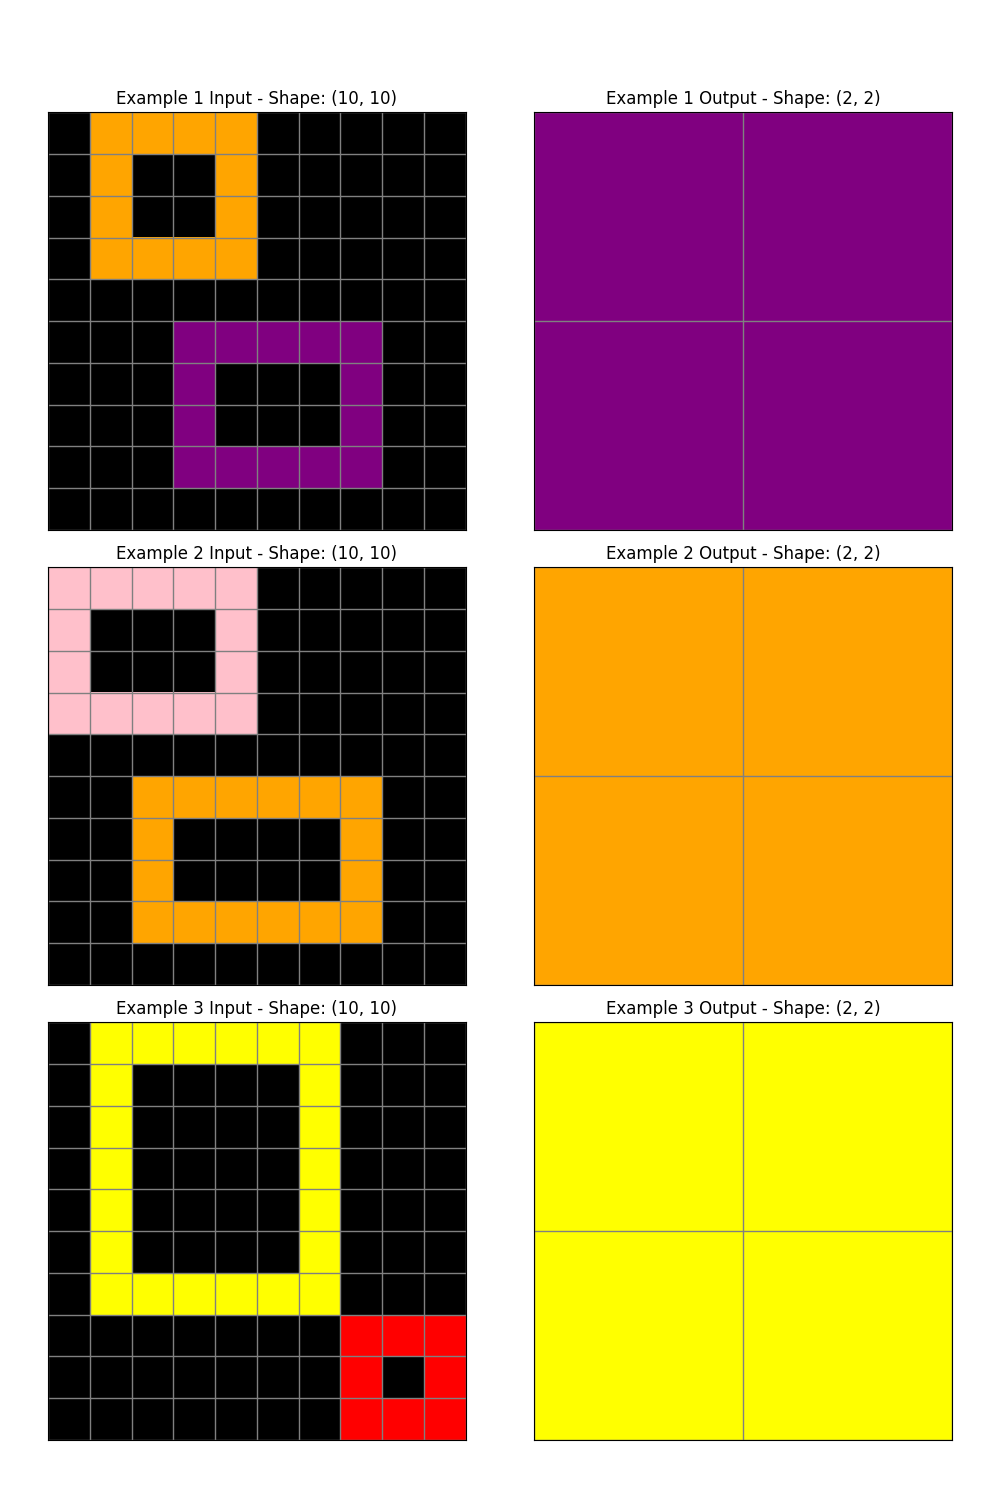 Example 1 Input - Shape: (10, 10)
Example 1 Output - Shape: (2, 2)
Example 2 Input - Shape: (10, 10)
Example 2 Output - Shape: (2, 2)
Example 3 Input - Shape: (10, 10)
Example 3 Output - Shape: (2, 2)